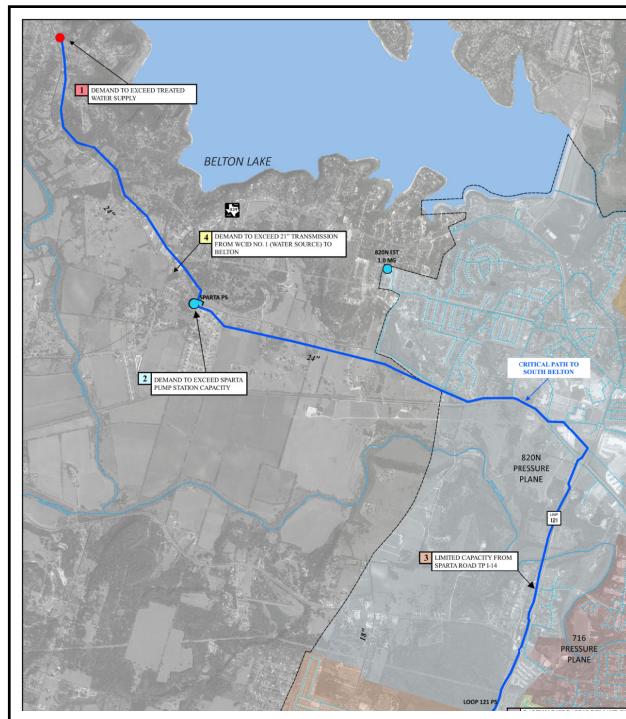 1 DEMAND TO EXCEED TREATED
WATER SUPPLY
BELTON LAKE
24"
4 DEMAND TO EXCEED 21" TRANSMISSION
FROM WCID NO. 1 (WATER SOURCE) TO
BELTON
820N EST
1.0 MG
SPARTA PS
24"
2 DEMAND TO EXCEED SPARTA
PUMP STATION CAPACITY
CRITICAL PATH TO
SOUTH BELTON
820N
PRESSURE
PLANE
LOOP
121
3 LIMITED CAPACITY FROM
SPARTA ROAD TP I-14
18"
716
PRESSURE
PLANE
LOOP 121 PS